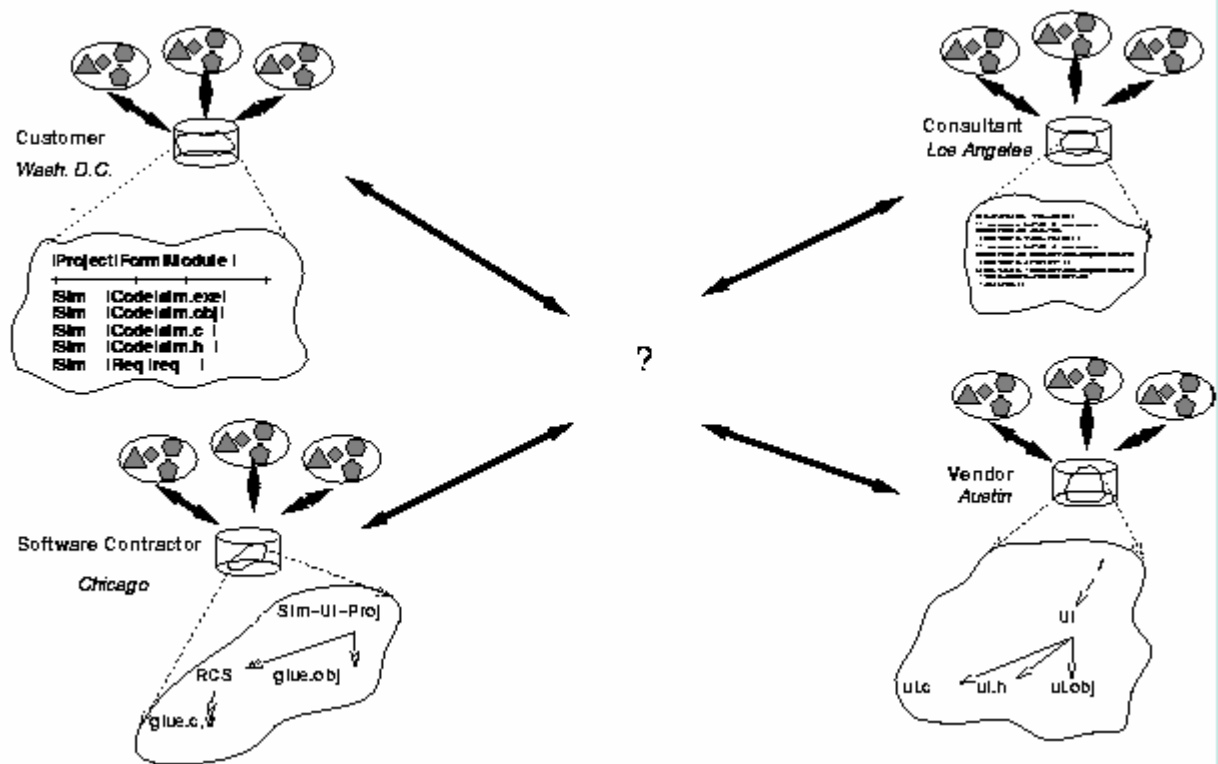 Customer
Wash. D.C.
|Project|Form|Module |
|Sim |Code|sim.exe|
|Sim |Code|sim.obj|
|Sim |Code|sim.c |
|Sim |Code|sim.h |
|Sim |Req |req |
Consultant
Los Angeles
?
Software Contractor
Chicago
Sim-UI-Proj
RCS
glue.obj
glue.c,v
Vendor
Austin
/
UI
ui.c
ui.h
ui.obj